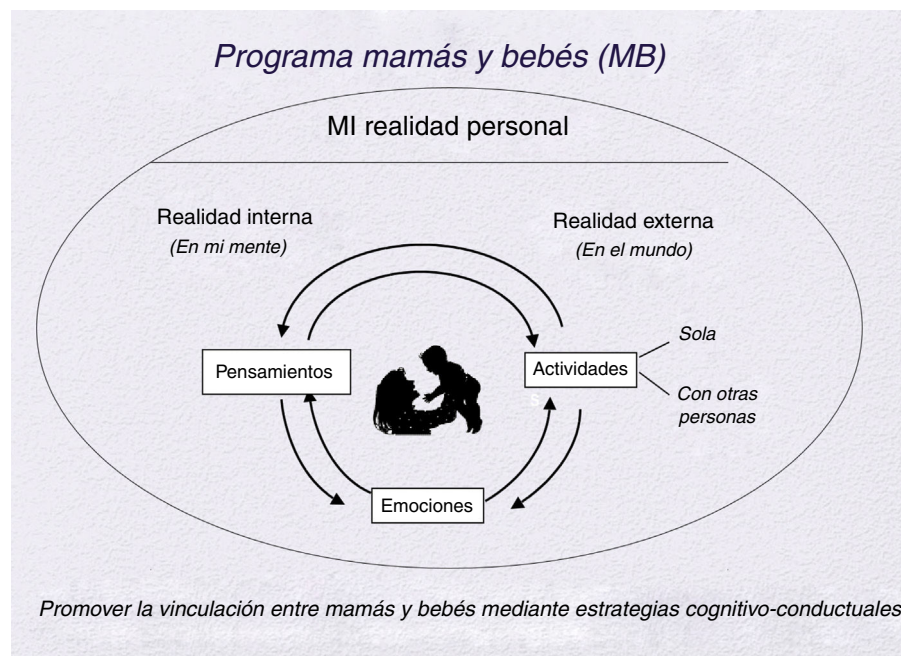 Programa mamás y bebés (MB)
MI realidad personal
Realidad interna
(En mi mente)
Realidad externa
(En el mundo)
Pensamientos
Actividades
s
Sola
Con otras
personas
Emociones
Promover la vinculación entre mamás y bebés mediante estrategias cognitivo-conductuales